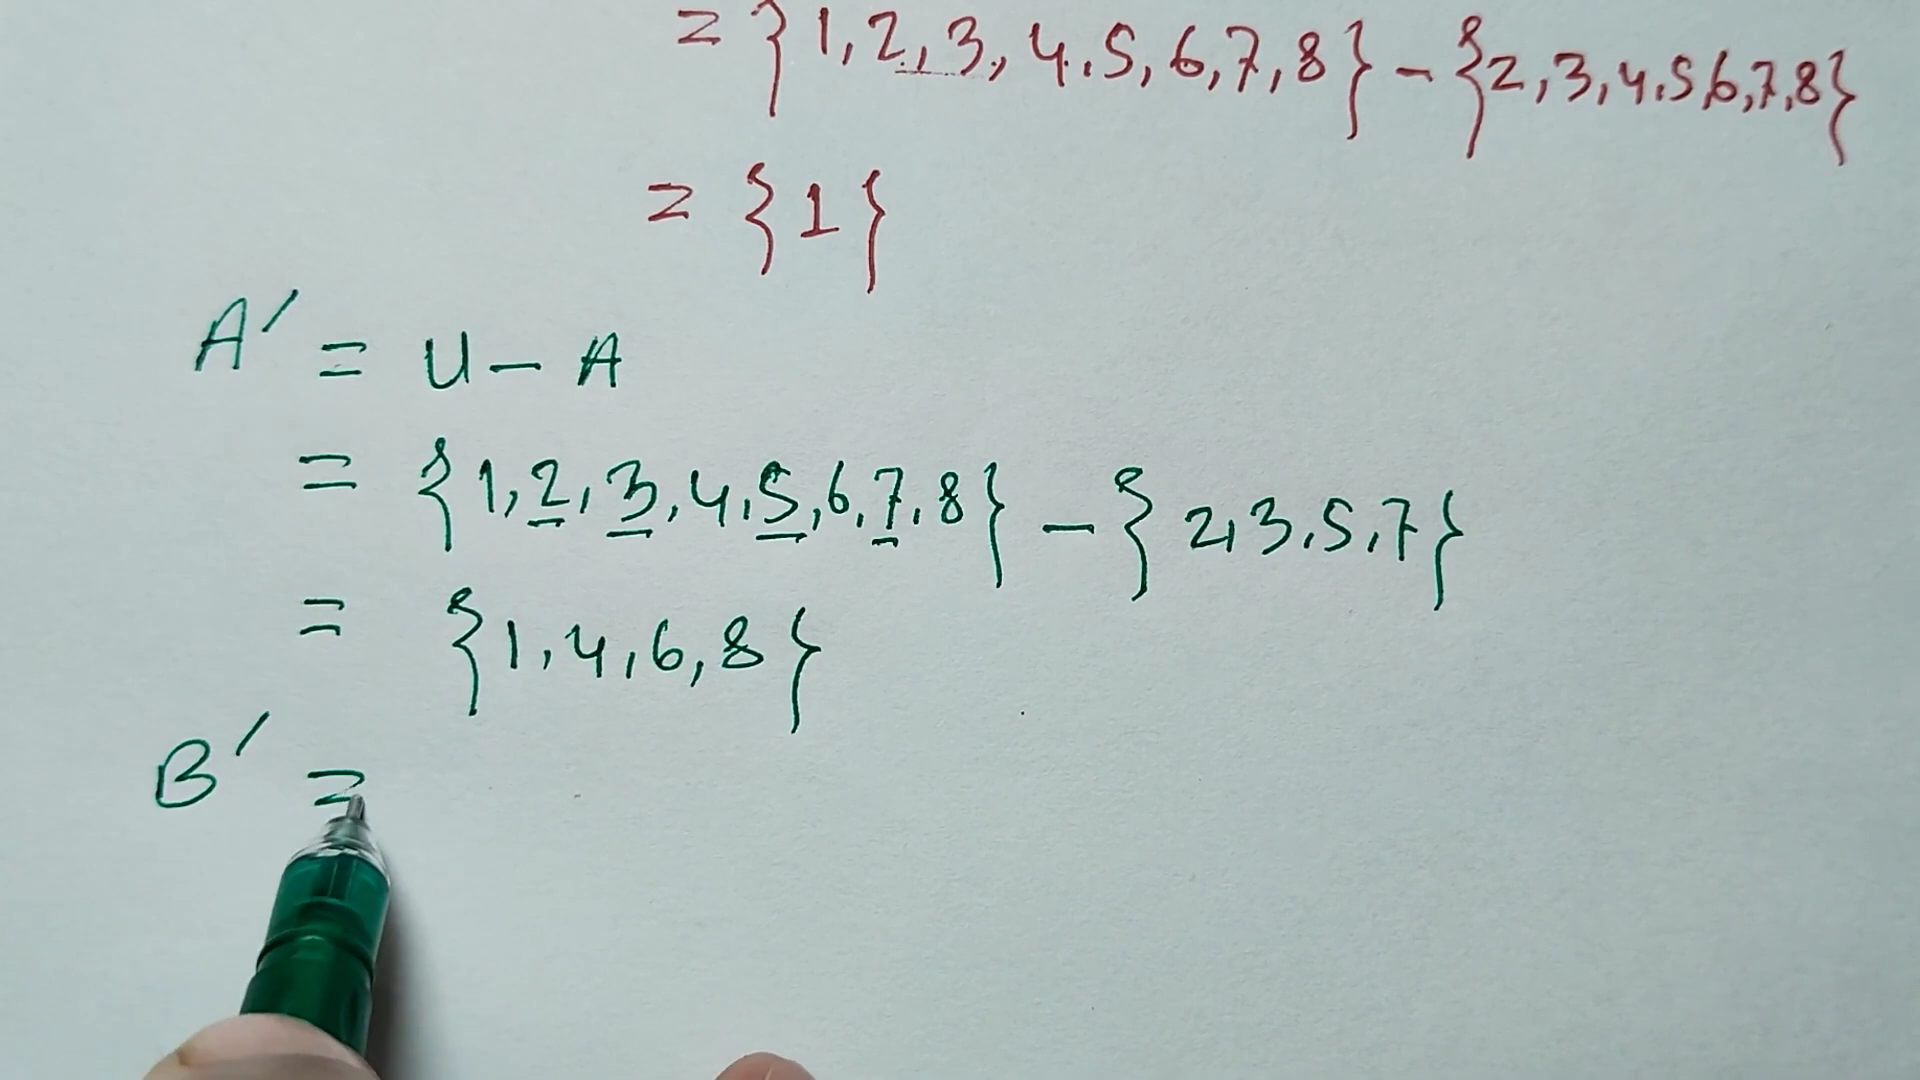 = {1,2,3,4,5,6,7,8} - {2,3,4,5,6,7,8}
= {1}
A' = U - A
= {1,2,3,4,5,6,7,8} - {2,3,5,7}
= {1,4,6,8}
B' =